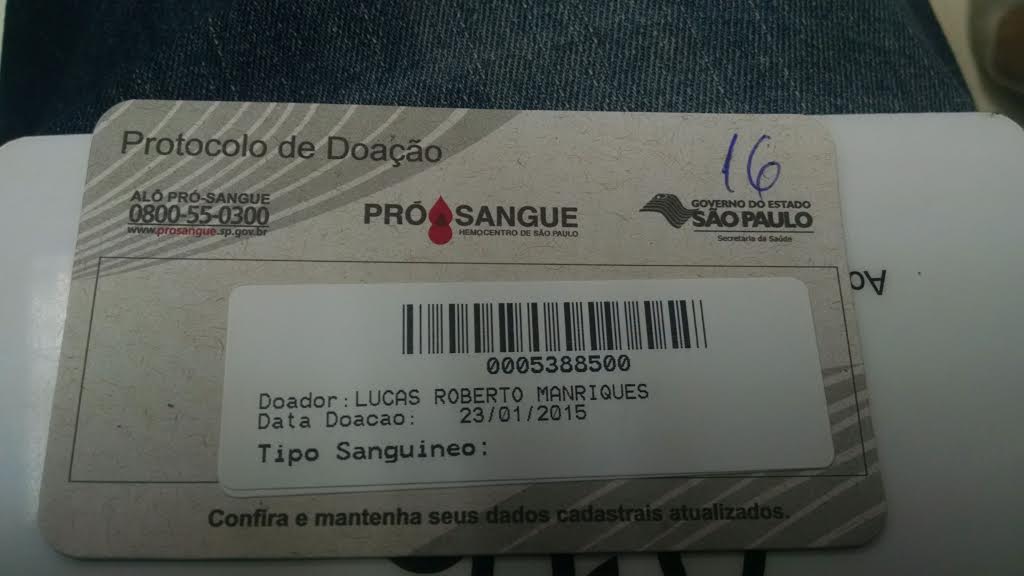 Protocolo de Doação
16
ALÔ PRÓ-SANGUE
0800-55-0300
www.prosangue.sp.gov.br
PRÓ SANGUE
HEMOCENTRO DE SÃO PAULO
GOVERNO DO ESTADO
SÃO PAULO
Secretaria da Saúde
0005388500
Doador:LUCAS ROBERTO MANRIQUES
Data Doacao: 23/01/2015
Tipo Sanguineo:
Confira e mantenha seus dados cadastrais atualizados.